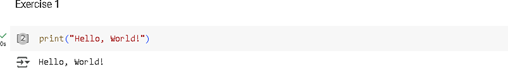 Exercise 1
0s
[2]
print("Hello, World!")
Hello, World!